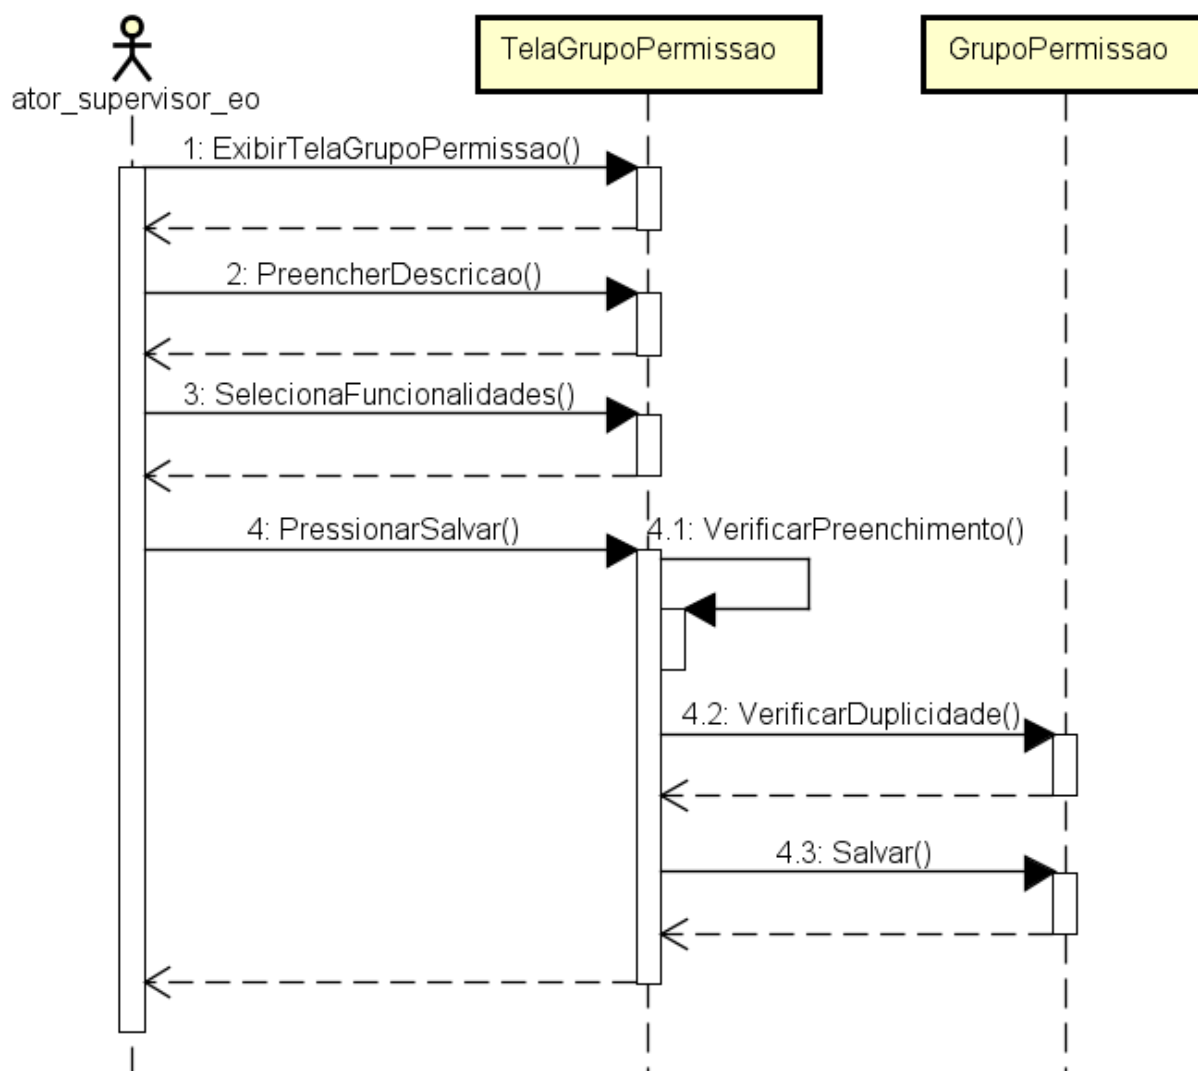 TelaGrupoPermissao
GrupoPermissao
ator_supervisor_eo
1: ExibirTelaGrupoPermissao()
2: PreencherDescricao()
3: SelecionaFuncionalidades()
4: PressionarSalvar()
4.1: VerificarPreenchimento()
4.2: VerificarDuplicidade()
4.3: Salvar()